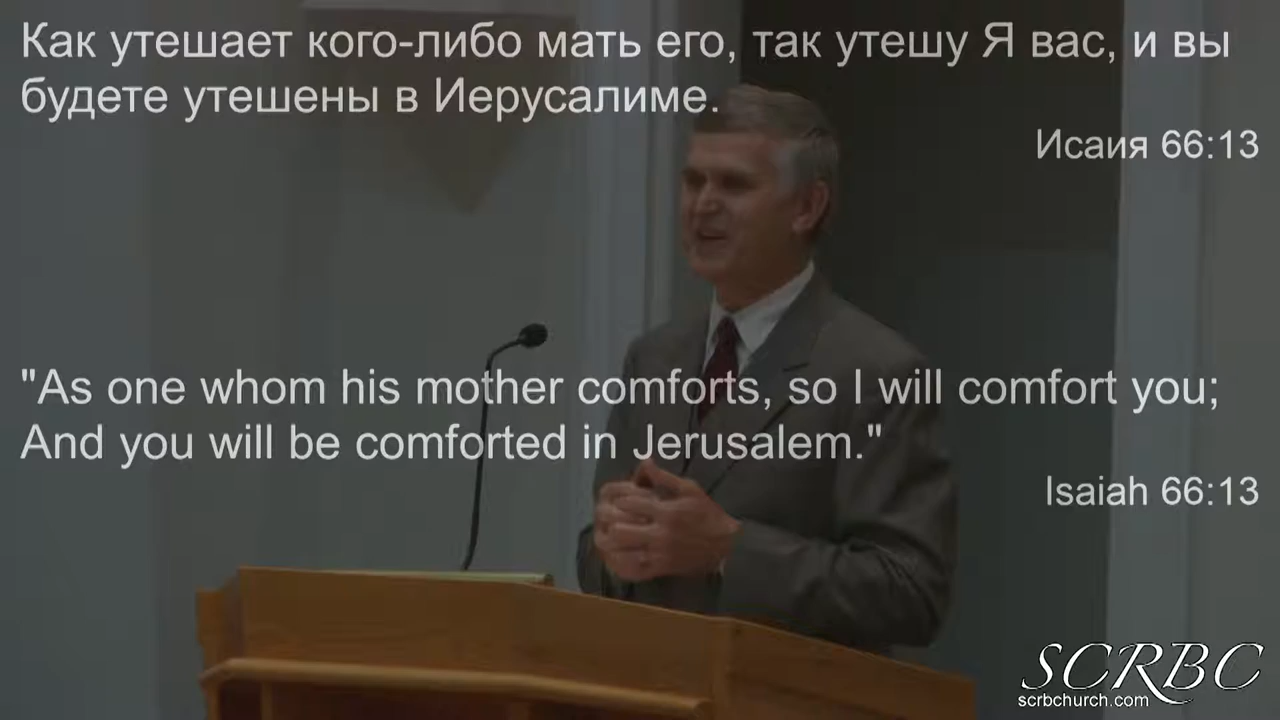 Как утешает кого-либо мать его, так утешу Я вас, и вы
будете утешены в Иерусалиме.
Исаия 66:13
"As one whom his mother comforts, so I will comfort you;
And you will be comforted in Jerusalem."
Isaiah 66:13
SCRBC
scrbchurch.com